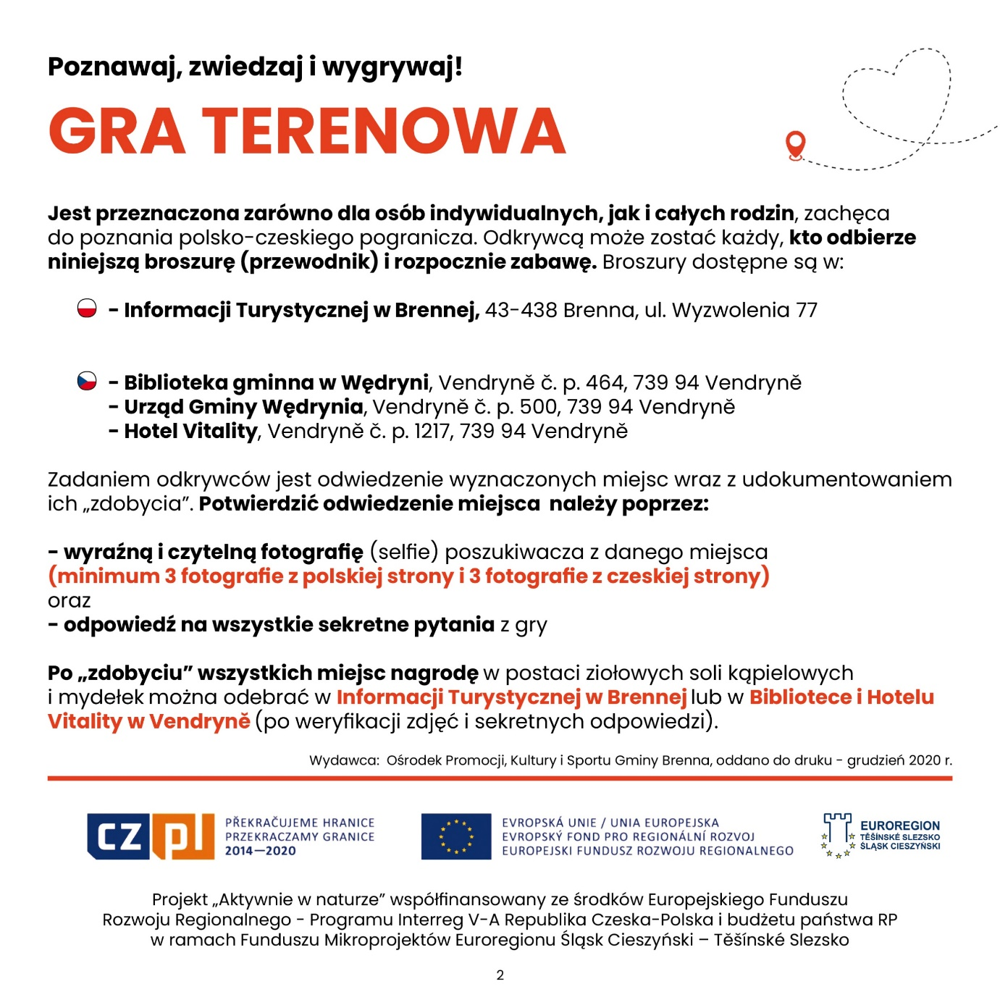 Poznawaj, zwiedzaj i wygrywaj!
GRA TERENOWA
Jest przeznaczona zarówno dla osób indywidualnych, jak i całych rodzin, zachęca
do poznania polsko-czeskiego pogranicza. Odkrywcą może zostać każdy, kto odbierze
niniejszą broszurę (przewodnik) i rozpocznie zabawę. Broszury dostępne są w:
- Informacji Turystycznej w Brennej, 43-438 Brenna, ul. Wyzwolenia 77
- Biblioteka gminna w Wędryni, Vendryně č. p. 464, 739 94 Vendryně
- Urząd Gminy Wędrynia, Vendryně č. p. 500, 739 94 Vendryně
- Hotel Vitality, Vendryně č. p. 1217, 739 94 Vendryně
Zadaniem odkrywców jest odwiedzenie wyznaczonych miejsc wraz z udokumentowaniem
ich „zdobycia”. Potwierdzić odwiedzenie miejsca  należy poprzez:
- wyraźną i czytelną fotografię (selfie) poszukiwacza z danego miejsca
(minimum 3 fotografie z polskiej strony i 3 fotografie z czeskiej strony)
oraz
- odpowiedź na wszystkie sekretne pytania z gry
Po „zdobyciu” wszystkich miejsc nagrodę w postaci ziołowych soli kąpielowych
i mydełek można odebrać w Informacji Turystycznej w Brennej lub w Bibliotece i Hotelu
Vitality w Vendryně (po weryfikacji zdjęć i sekretnych odpowiedzi).
Wydawca:  Ośrodek Promocji, Kultury i Sportu Gminy Brenna, oddano do druku - grudzień 2020 r.
cz pl
PŘEKRAČUJEME HRANICE
PRZEKRACZAMY GRANICE
2014—2020
EVROPSKÁ UNIE / UNIA EUROPEJSKA
EVROPSKÝ FOND PRO REGIONÁLNÍ ROZVOJ
EUROPEJSKI FUNDUSZ ROZWOJU REGIONALNEGO
EUROREGION
TĚŠÍNSKÉ SLEZSKO
ŚLĄSK CIESZYŃSKI
Projekt „Aktywnie w naturze” współfinansowany ze środków Europejskiego Funduszu
Rozwoju Regionalnego - Programu Interreg V-A Republika Czeska-Polska i budżetu państwa RP
w ramach Funduszu Mikroprojektów Euroregionu Śląsk Cieszyński – Těšínské Slezsko
2